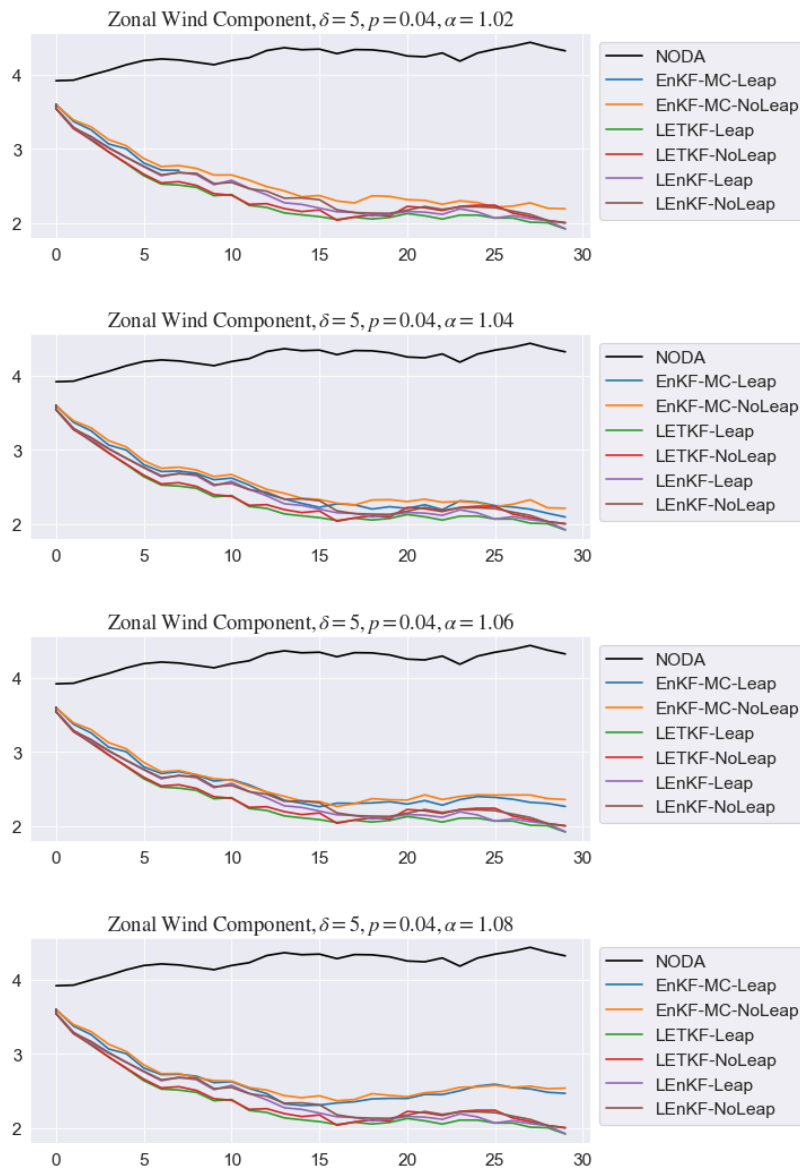 Zonal Wind Component, δ = 5, p = 0.04, α = 1.02
4
3
2
0 5 10 15 20 25 30
NODA
EnKF-MC-Leap
EnKF-MC-NoLeap
LETKF-Leap
LETKF-NoLeap
LEnKF-Leap
LEnKF-NoLeap
Zonal Wind Component, δ = 5, p = 0.04, α = 1.04
4
3
2
0 5 10 15 20 25 30
NODA
EnKF-MC-Leap
EnKF-MC-NoLeap
LETKF-Leap
LETKF-NoLeap
LEnKF-Leap
LEnKF-NoLeap
Zonal Wind Component, δ = 5, p = 0.04, α = 1.06
4
3
2
0 5 10 15 20 25 30
NODA
EnKF-MC-Leap
EnKF-MC-NoLeap
LETKF-Leap
LETKF-NoLeap
LEnKF-Leap
LEnKF-NoLeap
Zonal Wind Component, δ = 5, p = 0.04, α = 1.08
4
3
2
0 5 10 15 20 25 30
NODA
EnKF-MC-Leap
EnKF-MC-NoLeap
LETKF-Leap
LETKF-NoLeap
LEnKF-Leap
LEnKF-NoLeap